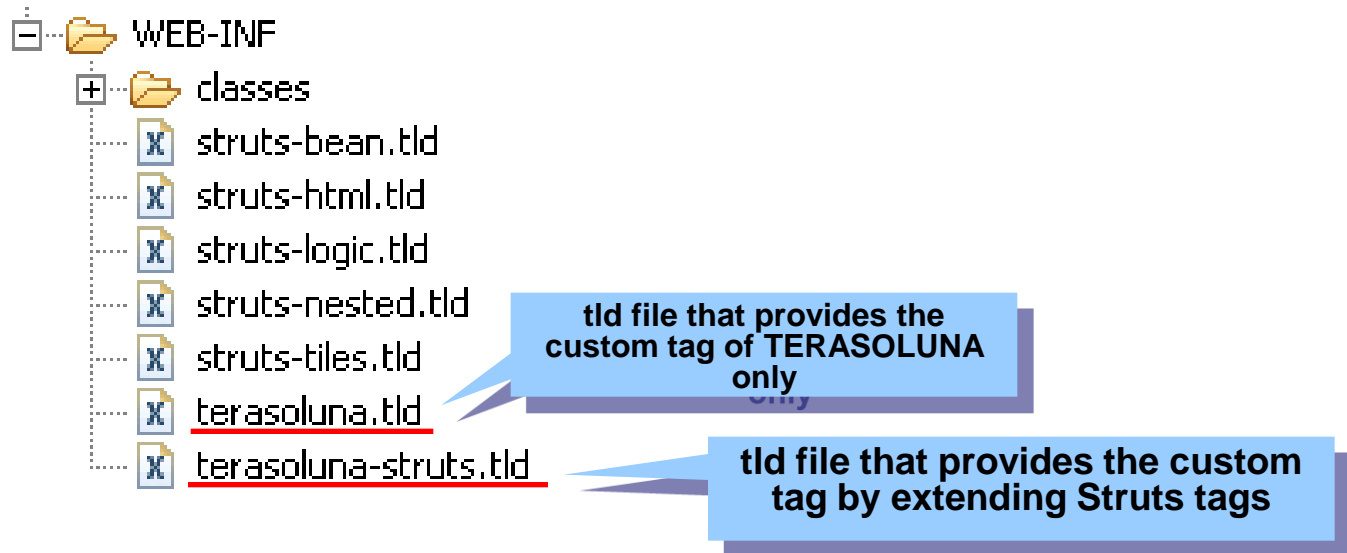 WEB-INF
classes
struts-bean.tld
struts-html.tld
struts-logic.tld
struts-nested.tld
struts-tiles.tld
terasoluna.tld
terasoluna-struts.tld
tld file that provides the
custom tag of TERASOLUNA
only
tld file that provides the custom
tag by extending Struts tags